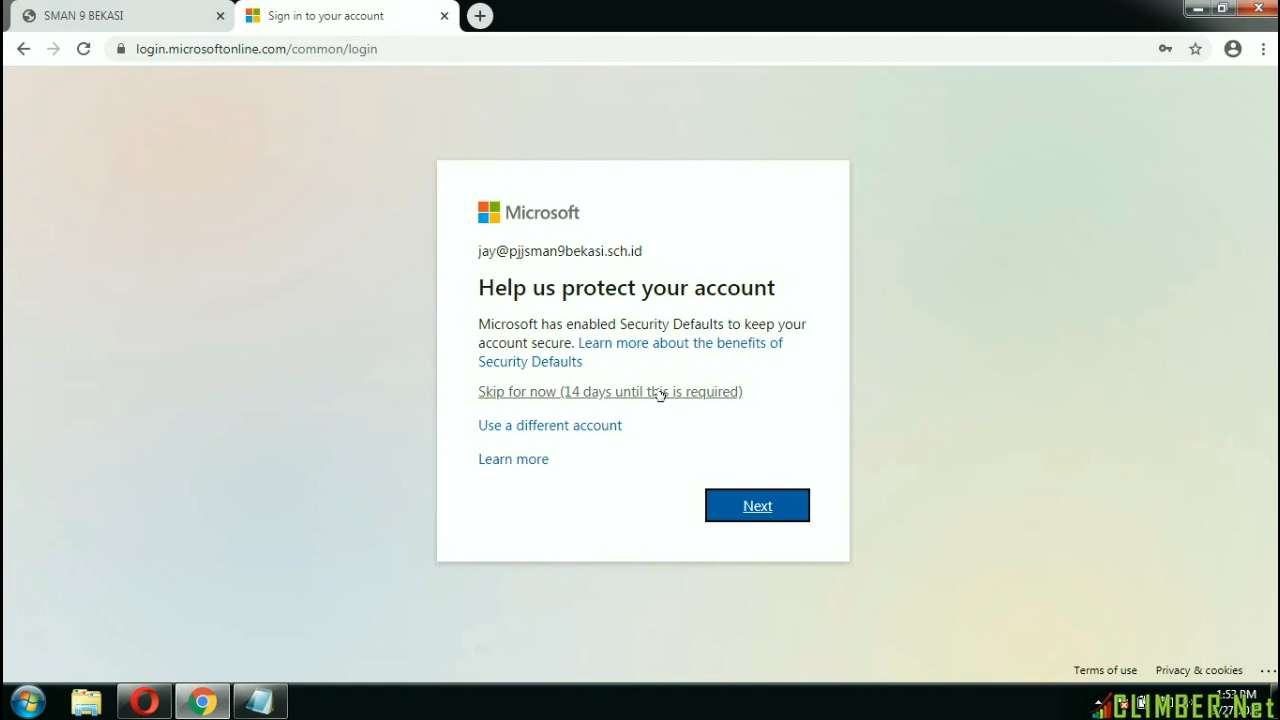 SMAN 9 BEKASI
Sign in to your account
login.microsoftonline.com/common/login
Microsoft
jay@pjjsman9bekasi.sch.id
Help us protect your account
Microsoft has enabled Security Defaults to keep your
account secure. Learn more about the benefits of
Security Defaults
Skip for now (14 days until this is required)
Use a different account
Learn more
Next
Terms of use
Privacy & cookies
1:53 PM
CLIMBER.Net